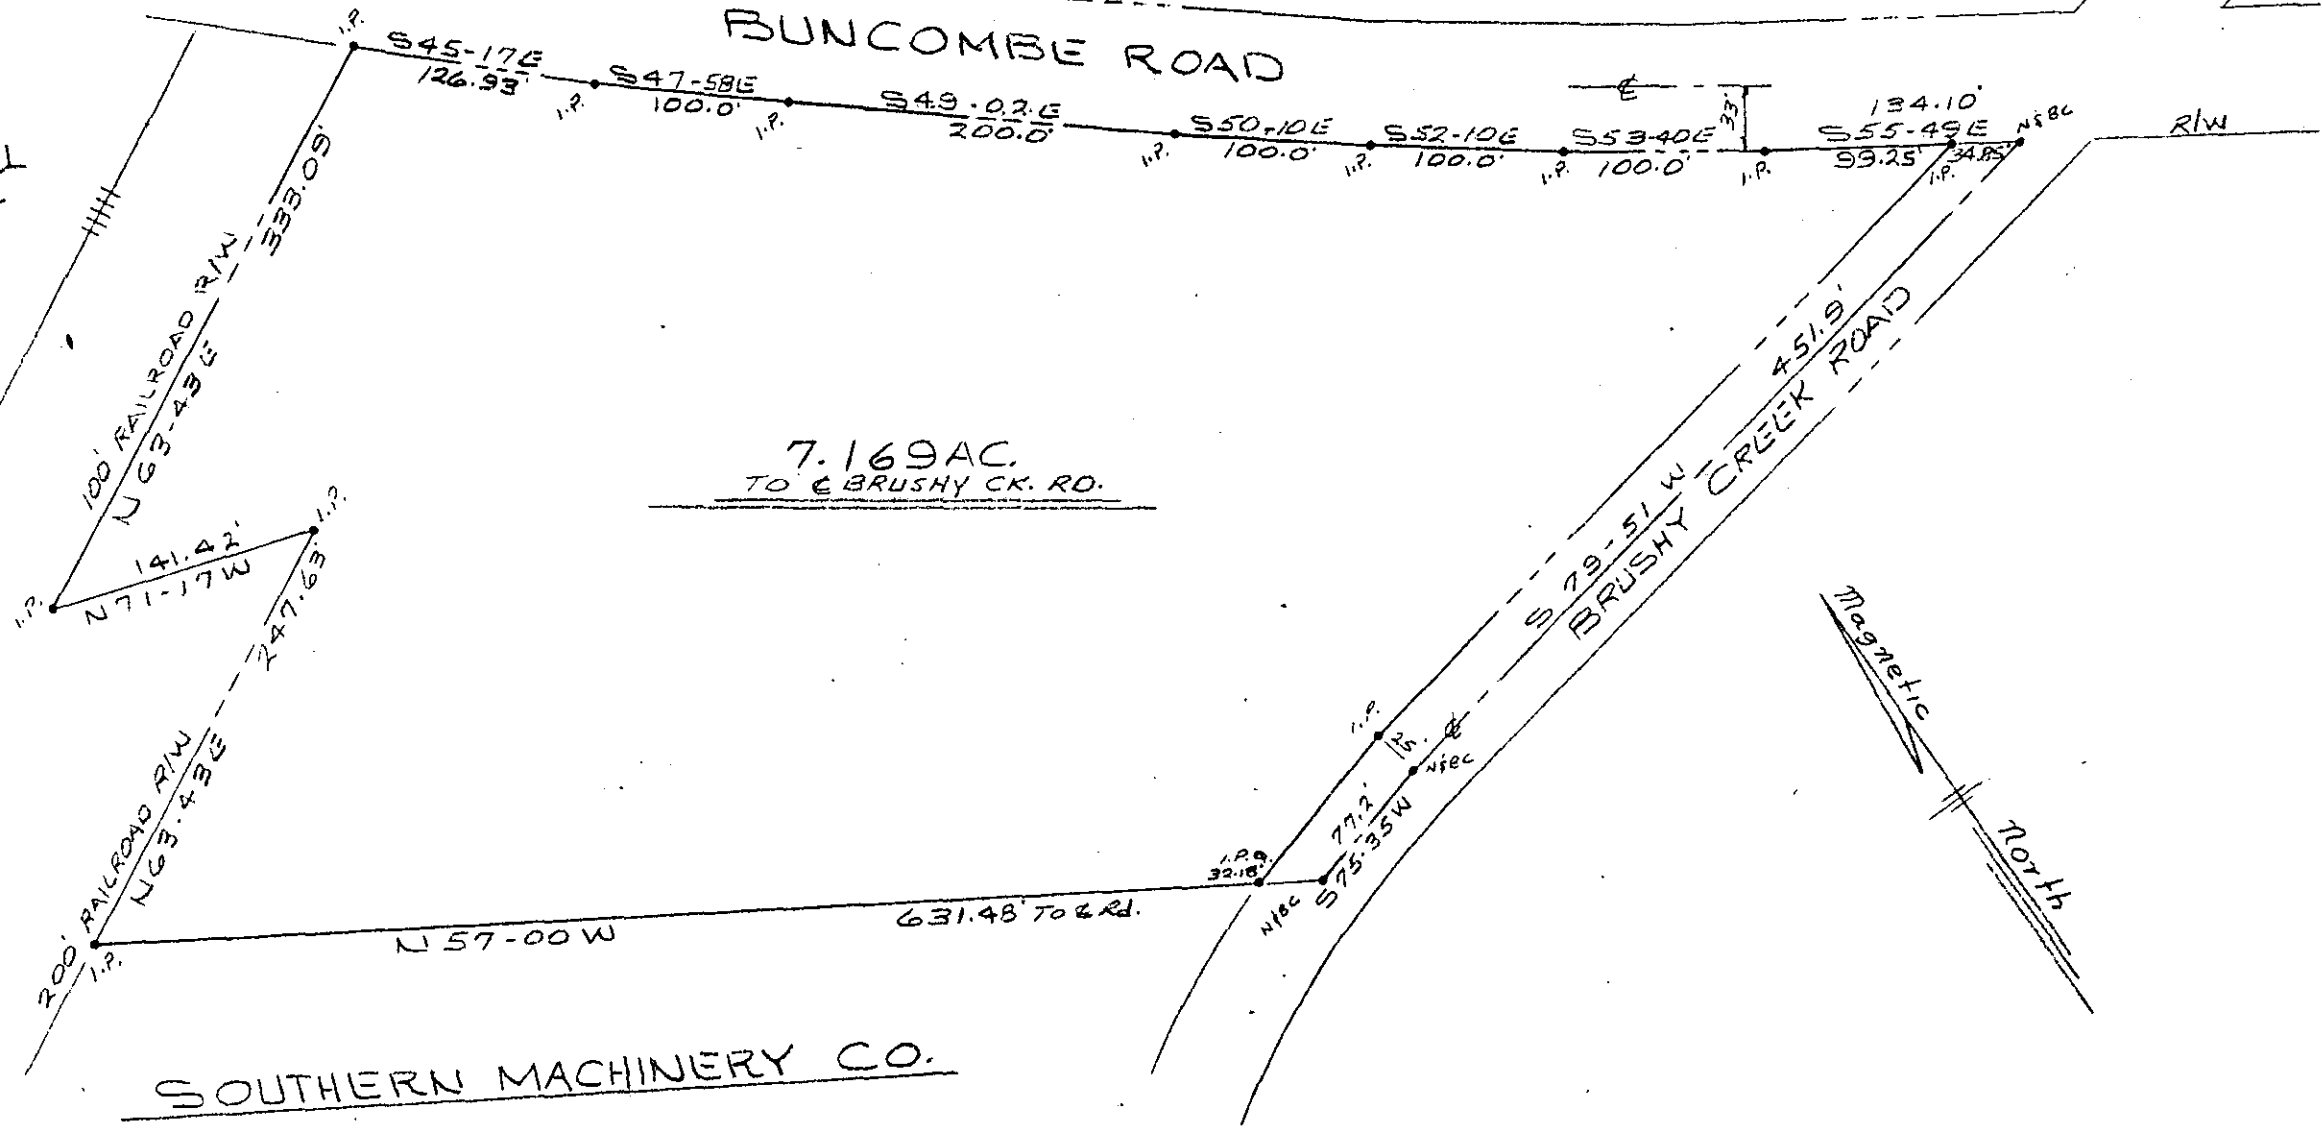 BUNCOMBE ROAD
I.P.
S45-17E
126.93'
I.P.
S47-58E
100.0'
I.P.
S49-02E
200.0'
I.P.
S50-10E
100.0'
I.P.
S52-10E
100.0'
I.P.
S53-40E
100.0'
℄
33'
I.P.
134.10'
S55-49E
99.25'
34.85'
I.P.
N&BC
R/W
Y
333.09'
100' RAILROAD R/W
N63-43E
7.169AC.
TO ℄ BRUSHY CK. RD.
451.9'
S 79-51 W
BRUSHY CREEK ROAD
I.P.
141.42'
N71-17W
I.P.
247.63'
200' RAILROAD R/W
N63-43E
I.P.
Magnetic
North
I.P.
25'
℄
N&BC
77.2'
S75-35W
I.P.
32.18'
N&BC
N 57-00 W
631.48' To ℄ Rd.
SOUTHERN MACHINERY CO.